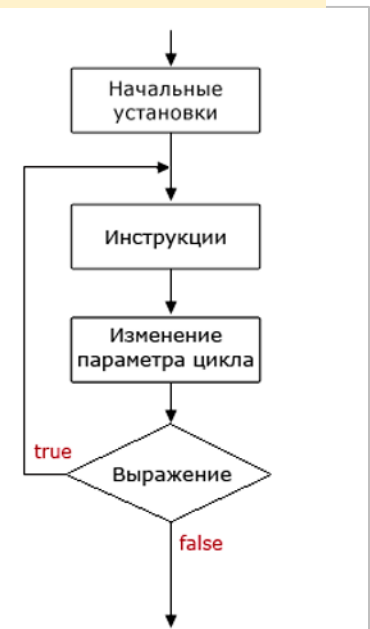 Начальные
установки
Инструкции
Изменение
параметра цикла
true
Выражение
false